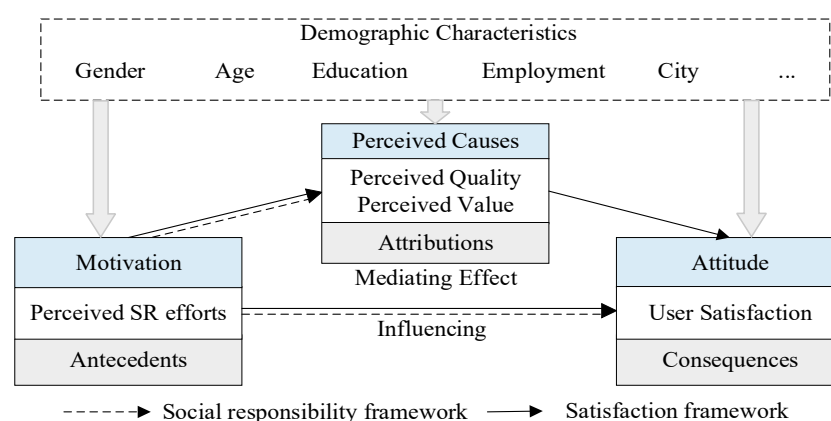 Demographic Characteristics
Gender Age Education Employment City ...
Perceived Causes
Perceived Quality
Perceived Value
Attributions
Mediating Effect
Motivation
Perceived SR efforts
Antecedents
Influencing
Attitude
User Satisfaction
Consequences
Social responsibility framework Satisfaction framework